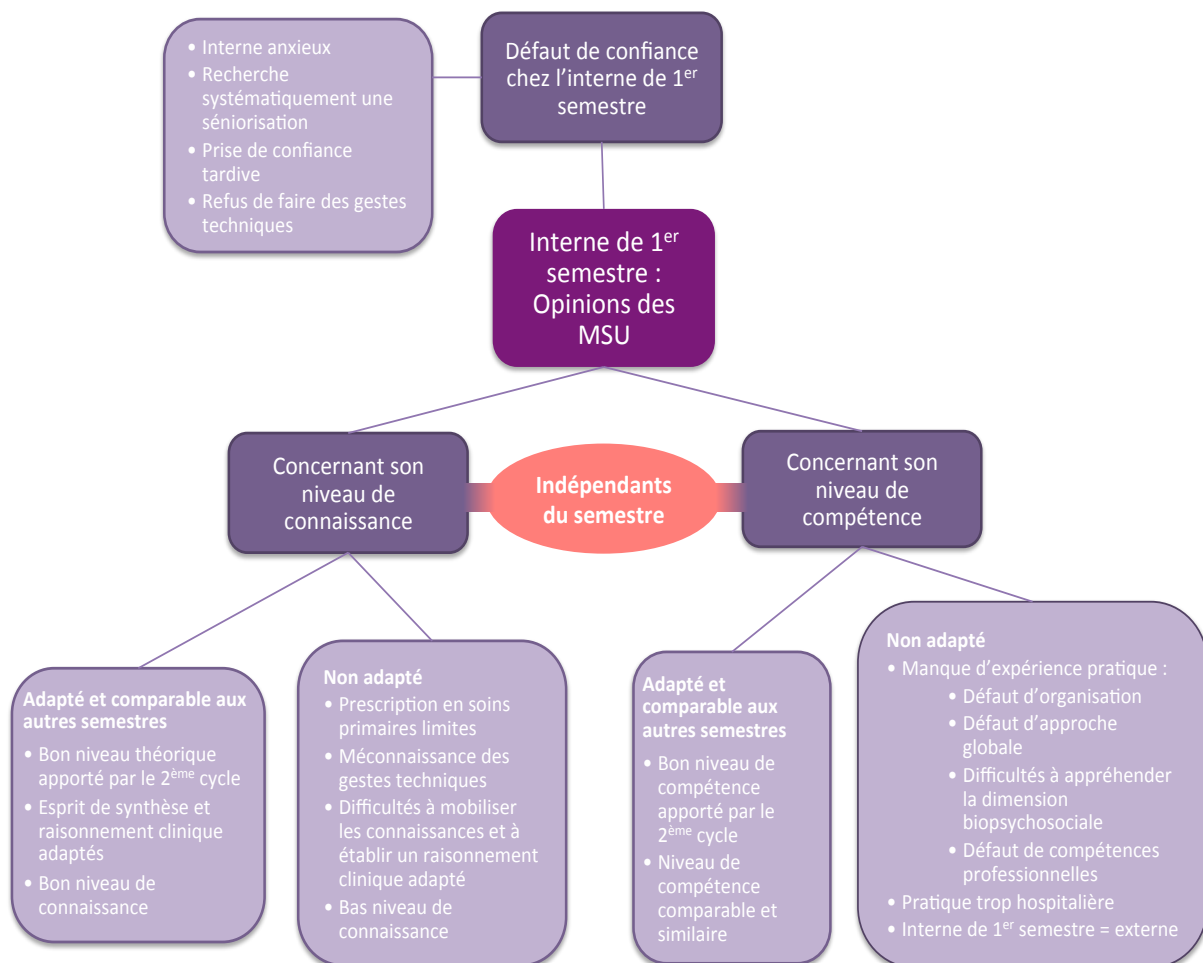 • Interne anxieux
• Recherche
systématiquement une
séniorisation
• Prise de confiance
tardive
• Refus de faire des gestes
techniques
Défaut de confiance
chez l'interne de 1er
semestre
Interne de 1er
semestre :
Opinions des
MSU
Concernant son
niveau de
connaissance
Indépendants
du semestre
Concernant son
niveau de
compétence
Adapté et comparable aux
autres semestres
• Bon niveau théorique
apporté par le 2ème cycle
• Esprit de synthèse et
raisonnement clinique
adaptés
• Bon niveau de
connaissance
Non adapté
• Prescription en soins
primaires limites
• Méconnaissance des
gestes techniques
• Difficultés à mobiliser
les connaissances et à
établir un raisonnement
clinique adapté
• Bas niveau de
connaissance
Adapté et
comparable aux
autres semestres
• Bon niveau de
compétence
apporté par le
2ème cycle
• Niveau de
compétence
comparable et
similaire
Non adapté
• Manque d'expérience pratique :
• Défaut d'organisation
• Défaut d'approche
globale
• Difficultés à appréhender
la dimension
biopsychosociale
• Défaut de compétences
professionnelles
• Pratique trop hospitalière
• Interne de 1er semestre = externe